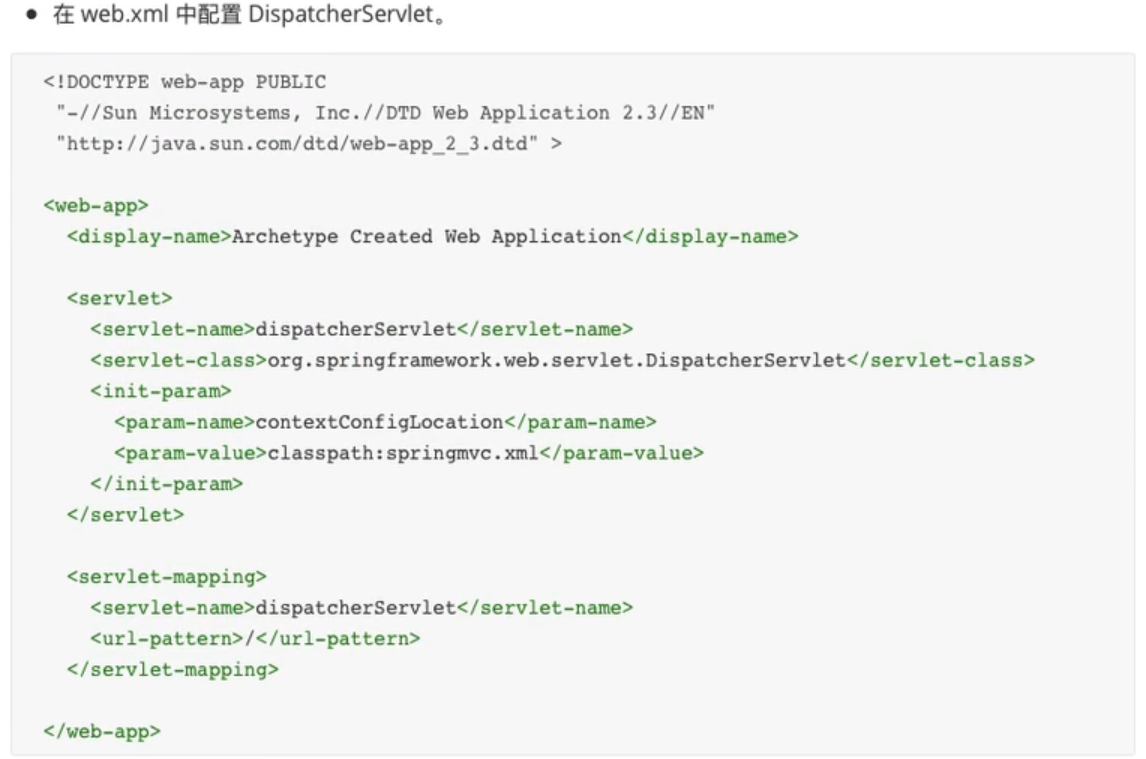 • 在 web.xml 中配置 DispatcherServlet。
<!DOCTYPE web-app PUBLIC
"-//Sun Microsystems, Inc.//DTD Web Application 2.3//EN"
"http://java.sun.com/dtd/web-app_2_3.dtd" >
<web-app>
<display-name>Archetype Created Web Application</display-name>
<servlet>
<servlet-name>dispatcherServlet</servlet-name>
<servlet-class>org.springframework.web.servlet.DispatcherServlet</servlet-class>
<init-param>
<param-name>contextConfigLocation</param-name>
<param-value>classpath:springmvc.xml</param-value>
</init-param>
</servlet>
<servlet-mapping>
<servlet-name>dispatcherServlet</servlet-name>
<url-pattern>/</url-pattern>
</servlet-mapping>
</web-app>